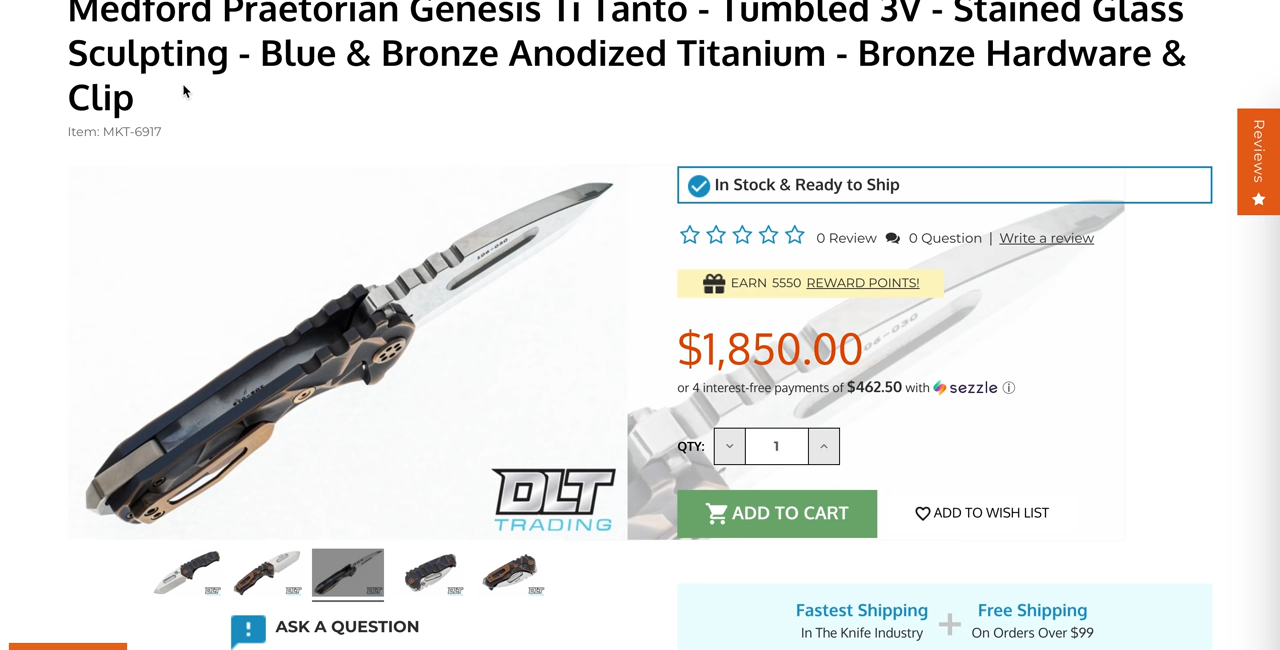 Medford Praetorian Genesis Ti Tanto - Tumbled 3V - Stained Glass
Sculpting - Blue & Bronze Anodized Titanium - Bronze Hardware &
Clip
Item: MKT-6917
Reviews
In Stock & Ready to Ship
0 Review 0 Question | Write a review
EARN 5550 REWARD POINTS!
$1,850.00
or 4 interest-free payments of $462.50 with sezzle
QTY: 1
ADD TO CART ADD TO WISH LIST
106-030
DLT
TRADING
ASK A QUESTION
Fastest Shipping + Free Shipping
In The Knife Industry On Orders Over $99